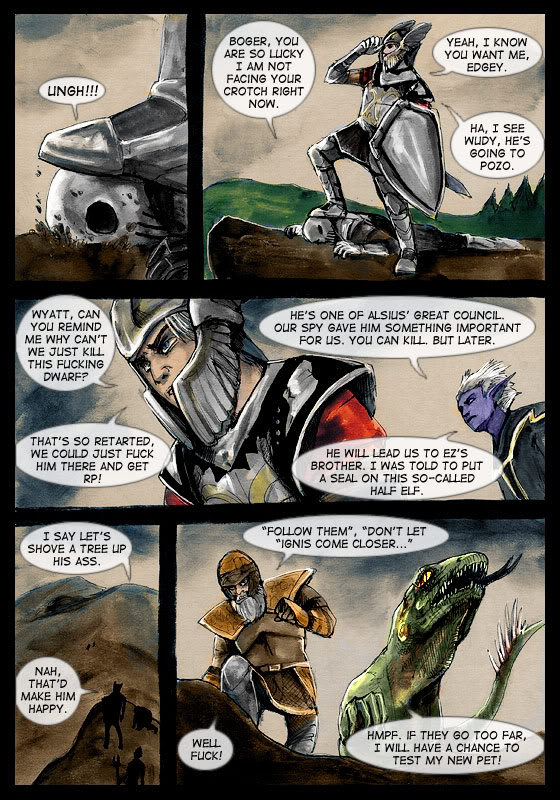 UNGH!!!
BOGER, YOU
ARE SO LUCKY
I AM NOT
FACING YOUR
CROTCH RIGHT
NOW.
YEAH, I KNOW
YOU WANT ME,
EDGEY.
HA, I SEE
WUDY, HE'S
GOING TO
POZO.
WYATT, CAN
YOU REMIND
ME WHY CAN'T
WE JUST KILL
THIS FUCKING
DWARF?
HE'S ONE OF ALSIUS' GREAT COUNCIL.
OUR SPY GAVE HIM SOMETHING IMPORTANT
FOR US. YOU CAN KILL. BUT LATER.
THAT'S SO RETARTED,
WE COULD JUST FUCK
HIM THERE AND GET
RP!
HE WILL LEAD US TO EZ'S
BROTHER. I WAS TOLD TO PUT
A SEAL ON THIS SO-CALLED
HALF ELF.
I SAY LET'S
SHOVE A TREE UP
HIS ASS.
NAH,
THAT'D
MAKE HIM
HAPPY.
"FOLLOW THEM", "DON'T LET
"IGNIS COME CLOSER..."
WELL
FUCK!
HMPF. IF THEY GO TOO FAR,
I WILL HAVE A CHANCE TO
TEST MY NEW PET!